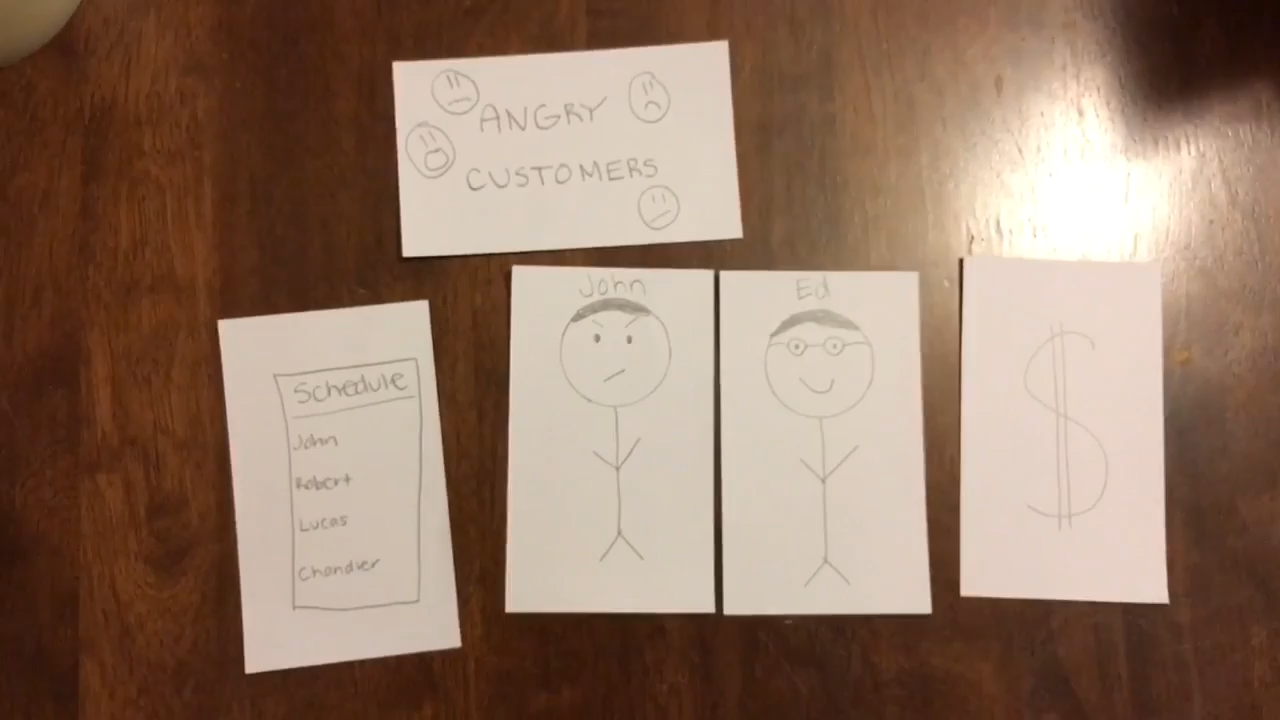 ANGRY
CUSTOMERS
Schedule
John
Robert
Lucas
Chandler
John
Ed
$